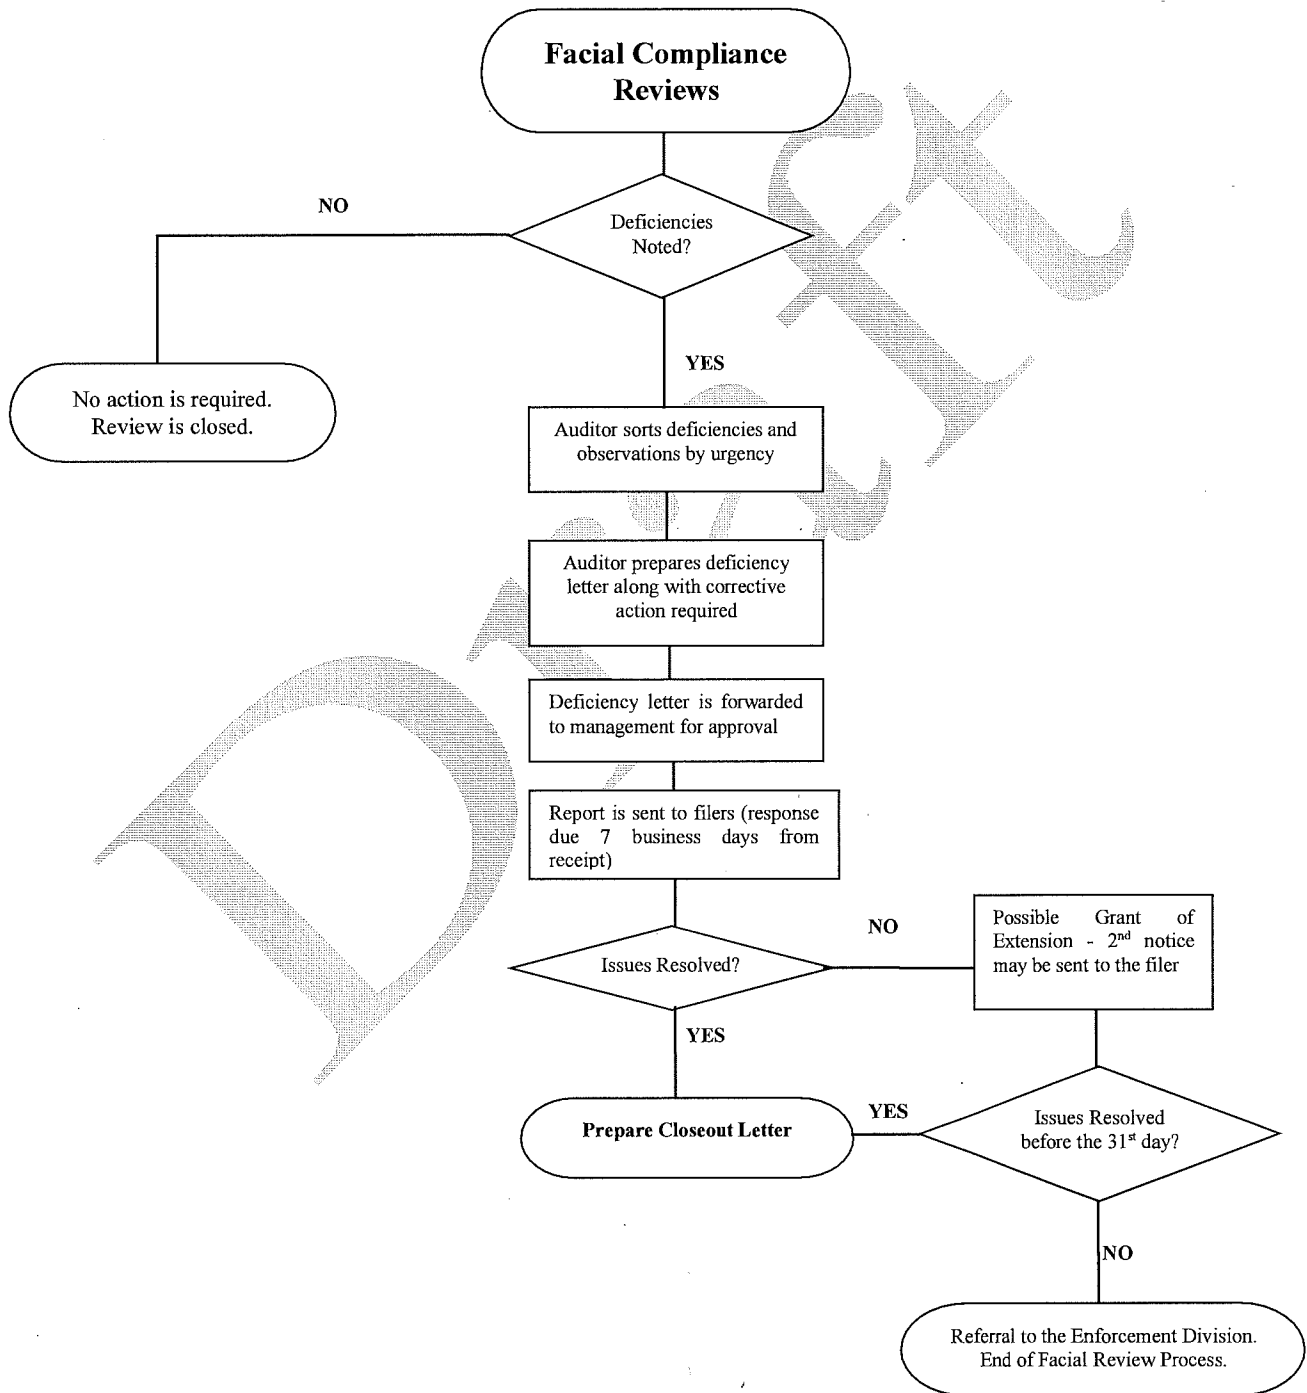 Facial Compliance
Reviews
Deficiencies
Noted?
NO
YES
No action is required.
Review is closed.
Auditor sorts deficiencies and
observations by urgency
Auditor prepares deficiency
letter along with corrective
action required
Deficiency letter is forwarded
to management for approval
Report is sent to filers (response
due 7 business days from
receipt)
Issues Resolved?
NO
Possible Grant of
Extension - 2nd notice
may be sent to the filer
YES
Prepare Closeout Letter
YES
Issues Resolved
before the 31st day?
NO
Referral to the Enforcement Division.
End of Facial Review Process.
Draft